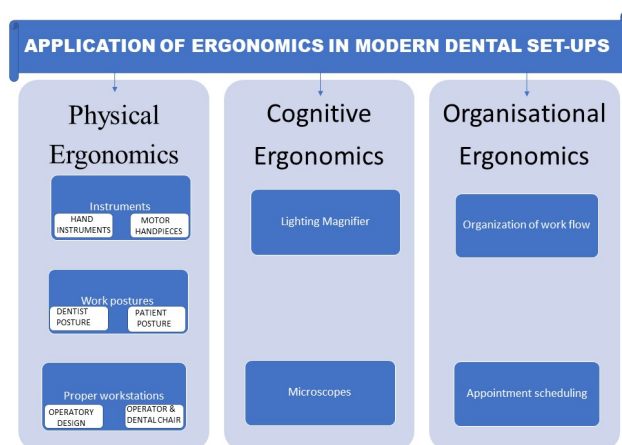 APPLICATION OF ERGONOMICS IN MODERN DENTAL SET-UPS
Physical
Ergonomics
Instruments
HAND
INSTRUMENTS
MOTOR
HANDPIECES
Work postures
DENTIST
POSTURE
PATIENT
POSTURE
Proper workstations
OPERATORY
DESIGN
OPERATOR &
DENTAL CHAIR
Cognitive
Ergonomics
Lighting Magnifier
Microscopes
Organisational
Ergonomics
Organization of work flow
Appointment scheduling